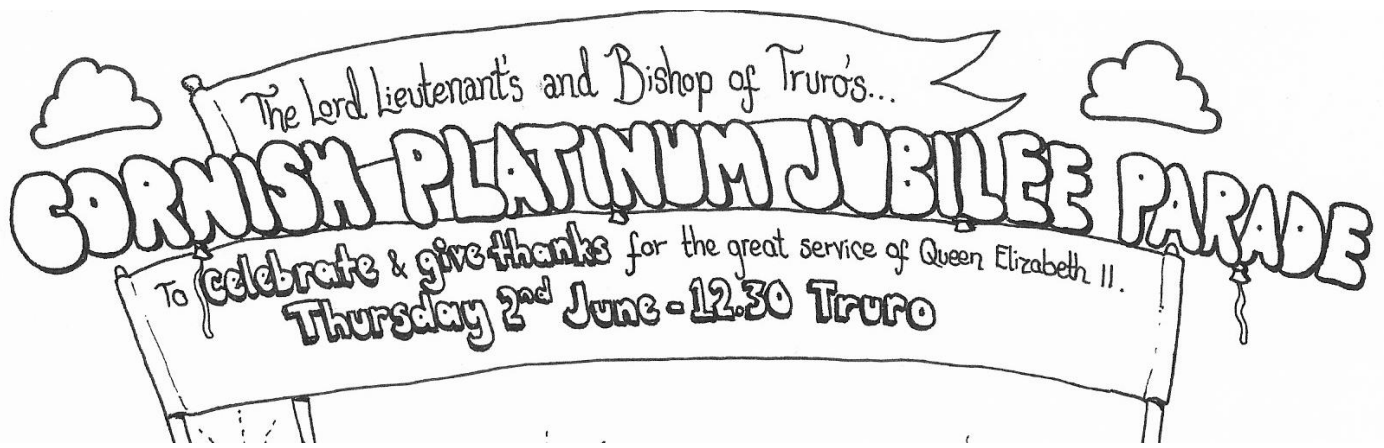 The Lord Lieutenant's and Bishop of Truro's...
CORNISH PLATINUM JUBILEE PARADE
To celebrate & give thanks for the great service of Queen Elizabeth II.
Thursday 2nd June - 12.30 Truro